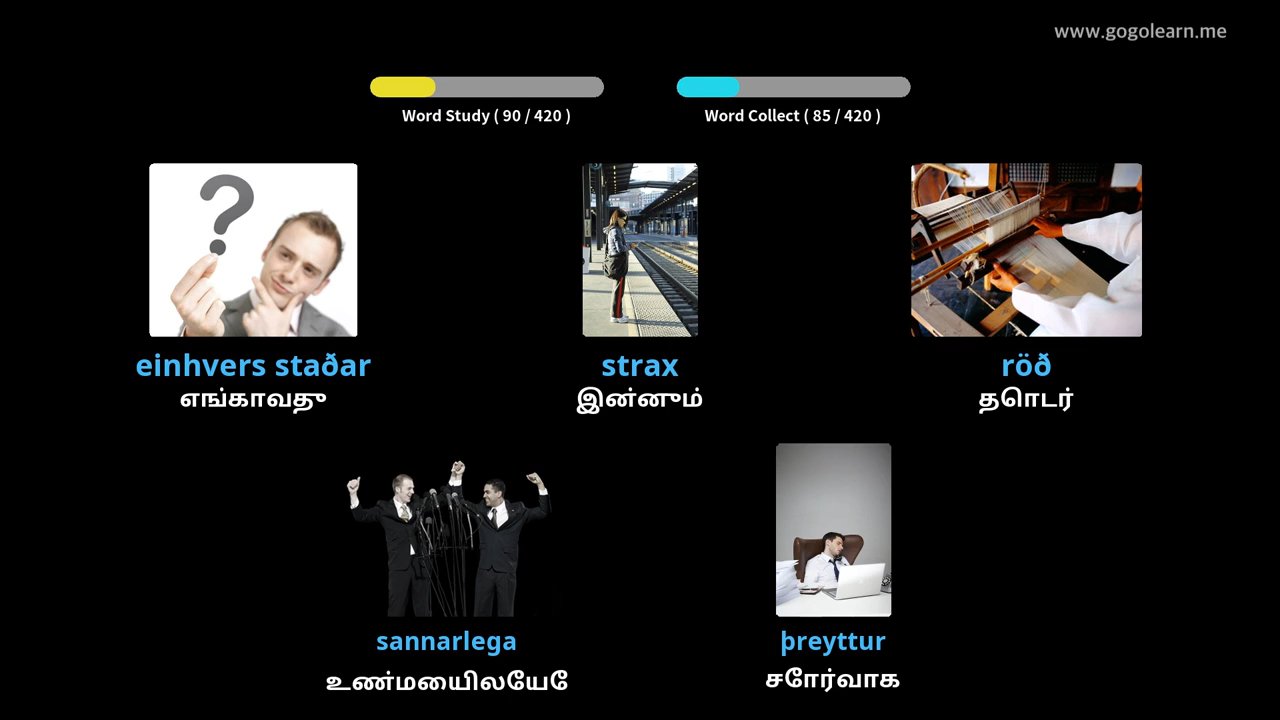 www.gogolearn.me
Word Study ( 90 / 420 )
Word Collect ( 85 / 420 )
einhvers staðar
எங்காவது
strax
இன்னும்
röð
தொடர்
sannarlega
உண்மையிலேயே
þreyttur
சோர்வாக